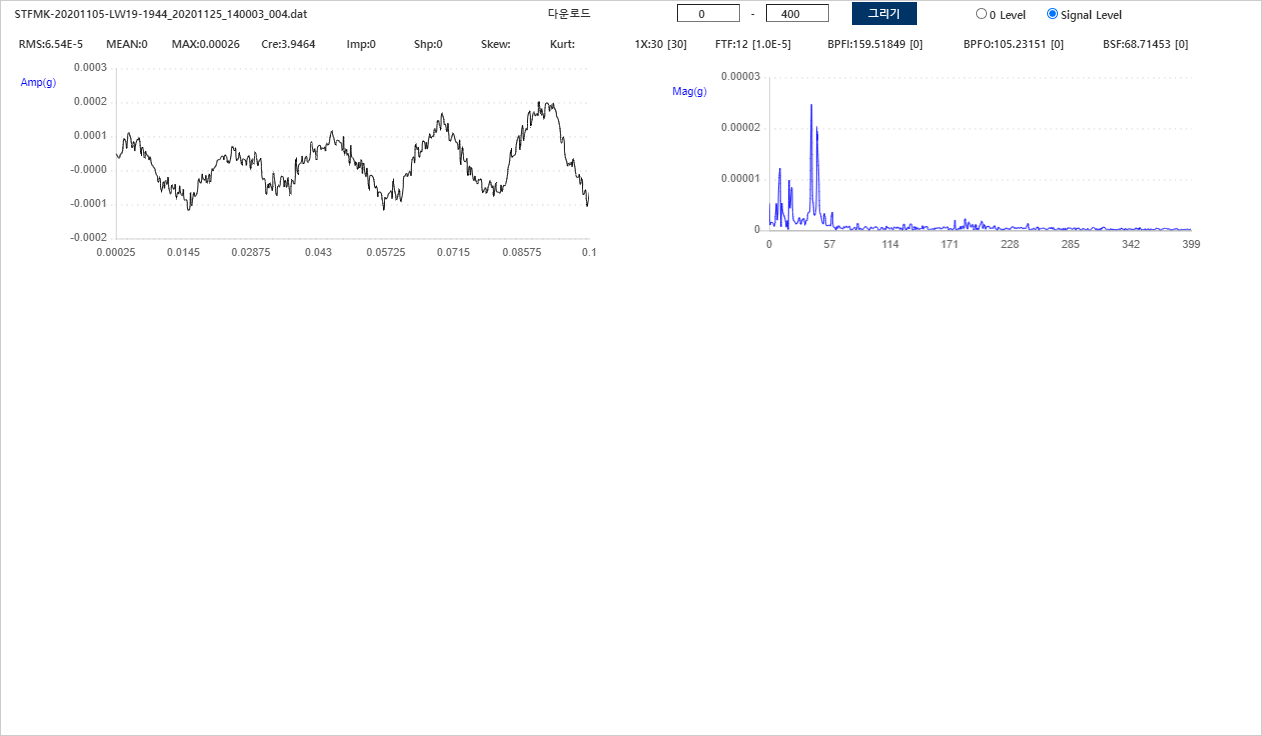 STFMK-20201105-LW19-1944_20201125_140003_004.dat 다운로드 0 - 400 그리기 0 Level Signal Level
RMS:6.54E-5 MEAN:0 MAX:0.00026 Cre:3.9464 Imp:0 Shp:0 Skew: Kurt: 1X:30 [30] FTF:12 [1.0E-5] BPFI:159.51849 [0] BPFO:105.23151 [0] BSF:68.71453 [0]
Amp(g)
0.0003
0.0002
0.0001
-0.0000
-0.0001
-0.0002
0.00025 0.0145 0.02875 0.043 0.05725 0.0715 0.08575 0.1
Mag(g)
0.00003
0.00002
0.00001
0
0 57 114 171 228 285 342 399